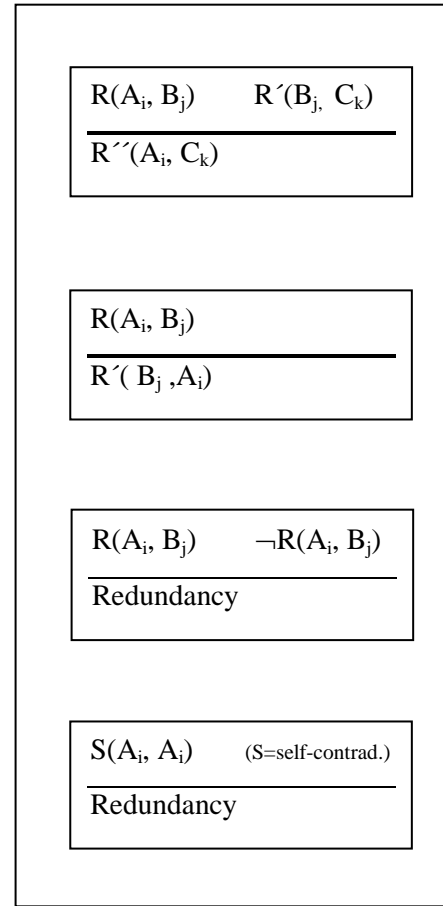 R(Aᵢ, Bⱼ) R´(Bⱼ, Cₖ)
R´´(Aᵢ, Cₖ)
R(Aᵢ, Bⱼ)
R´( Bⱼ ,Aᵢ)
R(Aᵢ, Bⱼ) ¬R(Aᵢ, Bⱼ)
Redundancy
S(Aᵢ, Aᵢ) (S=self-contrad.)
Redundancy